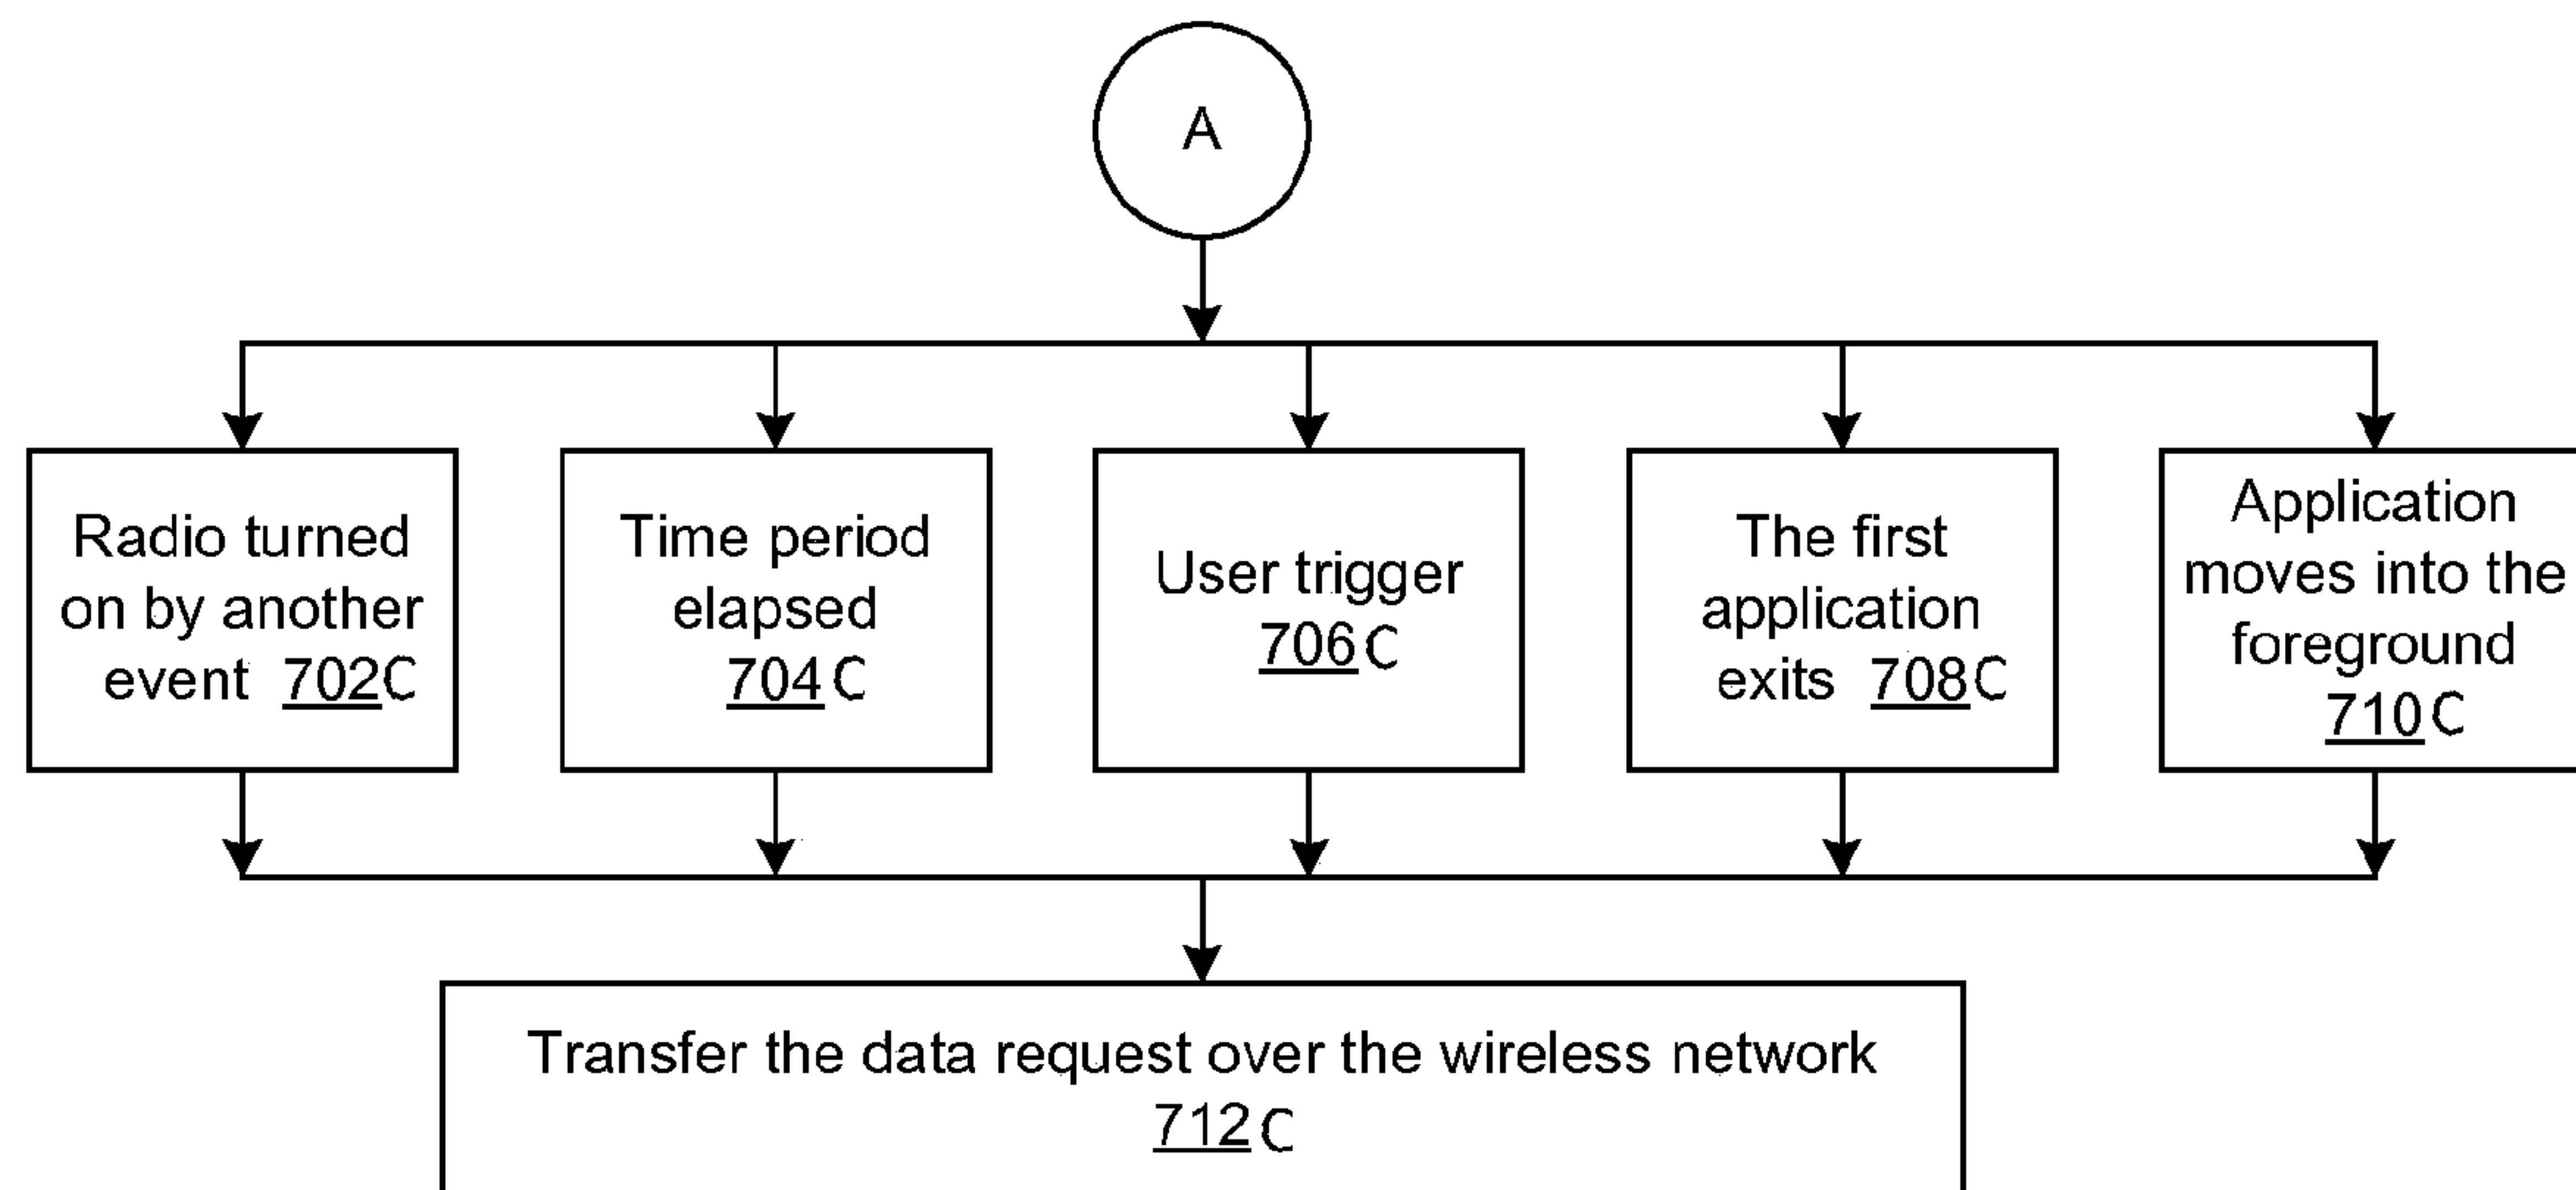 A
Radio turned
on by another
event 702C
Time period
elapsed
704C
User trigger
706C
The first
application
exits 708C
Application
moves into the
foreground
710C
Transfer the data request over the wireless network
712C